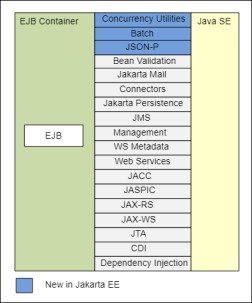 EJB Container
EJB
Concurrency Utilities
Batch
JSON-P
Bean Validation
Jakarta Mail
Connectors
Jakarta Persistence
JMS
Management
WS Metadata
Web Services
JACC
JASPIC
JAX-RS
JAX-WS
JTA
CDI
Dependency Injection
Java SE
New in Jakarta EE